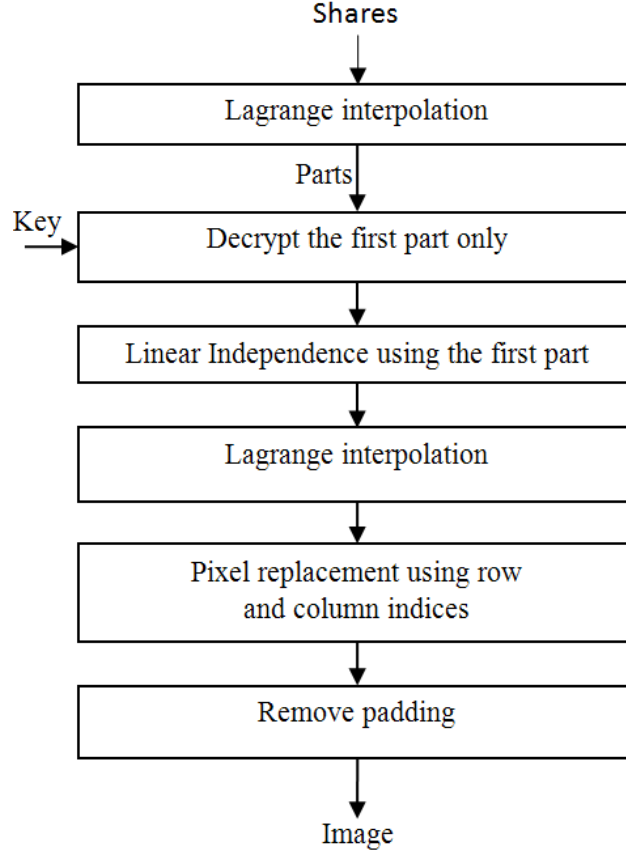 Shares
Lagrange interpolation
Parts
Key
Decrypt the first part only
Linear Independence using the first part
Lagrange interpolation
Pixel replacement using row
and column indices
Remove padding
Image